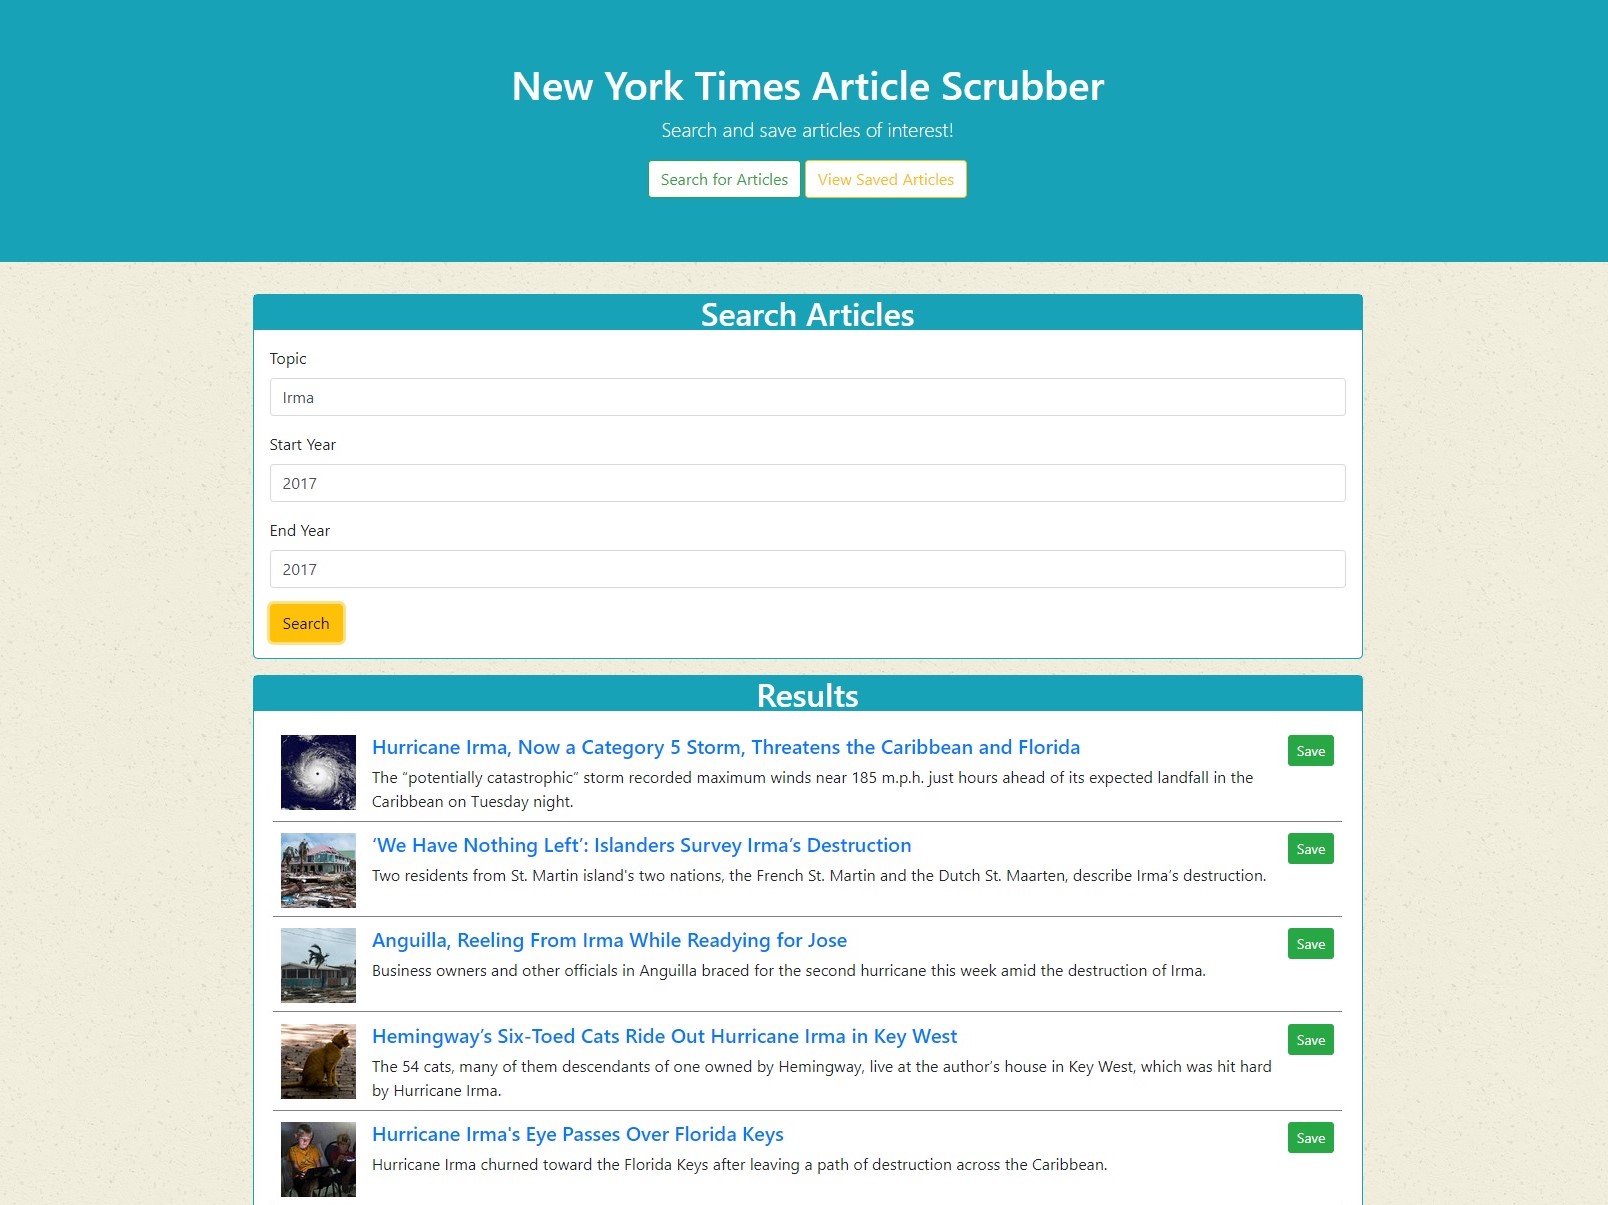 New York Times Article Scrubber
Search and save articles of interest!
Search for Articles View Saved Articles
Search Articles
Topic
Irma
Start Year
2017
End Year
2017
Search
Results
Hurricane Irma, Now a Category 5 Storm, Threatens the Caribbean and Florida
Save
The “potentially catastrophic” storm recorded maximum winds near 185 m.p.h. just hours ahead of its expected landfall in the
Caribbean on Tuesday night.
‘We Have Nothing Left’: Islanders Survey Irma’s Destruction
Save
Two residents from St. Martin island's two nations, the French St. Martin and the Dutch St. Maarten, describe Irma’s destruction.
Anguilla, Reeling From Irma While Readying for Jose
Save
Business owners and other officials in Anguilla braced for the second hurricane this week amid the destruction of Irma.
Hemingway’s Six-Toed Cats Ride Out Hurricane Irma in Key West
Save
The 54 cats, many of them descendants of one owned by Hemingway, live at the author’s house in Key West, which was hit hard
by Hurricane Irma.
Hurricane Irma's Eye Passes Over Florida Keys
Save
Hurricane Irma churned toward the Florida Keys after leaving a path of destruction across the Caribbean.